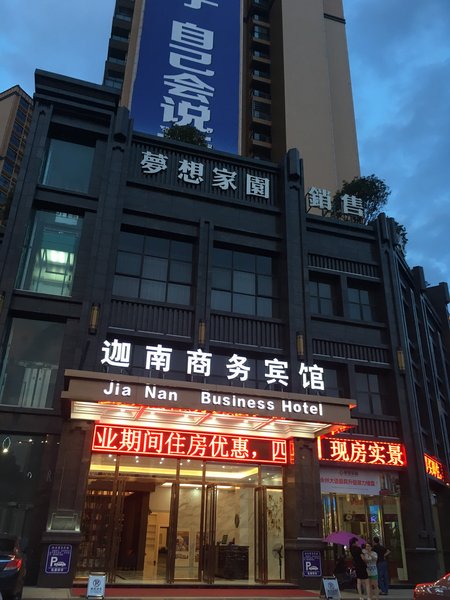 自己会说
夢想家園
銷售
迦南商务宾馆
Jia Nan Business Hotel
业期间住房优惠，四
现房实景
P
P